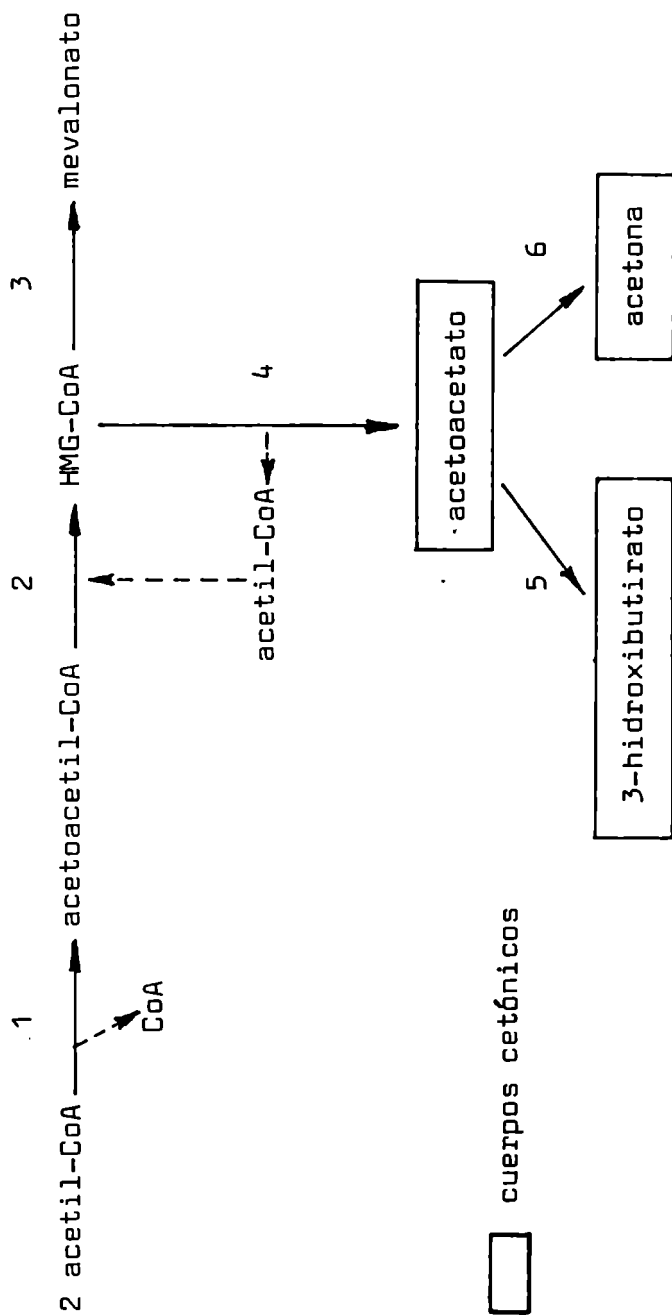 1 2 3
2 acetil-CoA acetoacetil-CoA HMG-CoA mevalonato
CoA
acetil-CoA 4
acetoacetato
5 6
3-hidroxibutirato acetona
cuerpos cetónicos